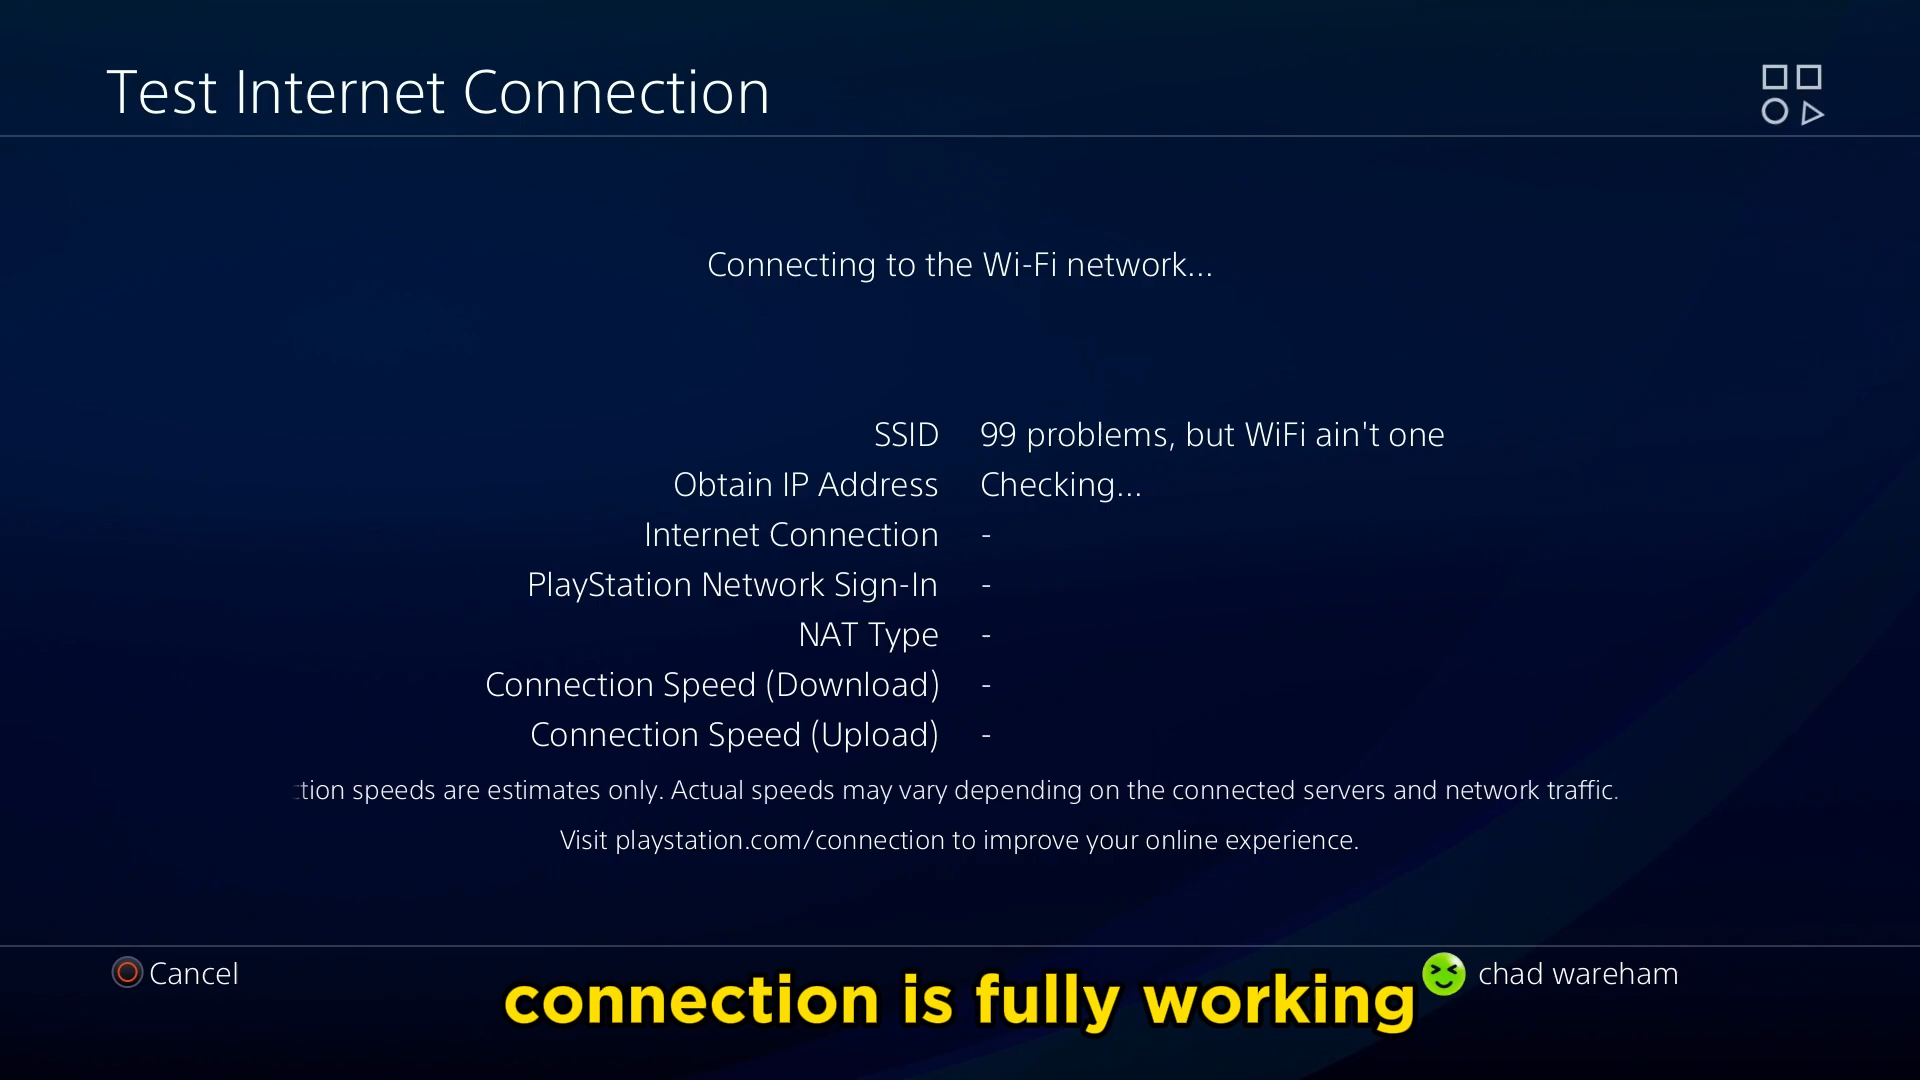 Test Internet Connection
Connecting to the Wi-Fi network...
SSID 99 problems, but WiFi ain't one
Obtain IP Address Checking...
Internet Connection -
PlayStation Network Sign-In -
NAT Type -
Connection Speed (Download) -
Connection Speed (Upload) -
tion speeds are estimates only. Actual speeds may vary depending on the connected servers and network traffic.
Visit playstation.com/connection to improve your online experience.
Cancel
chad wareham
connection is fully working